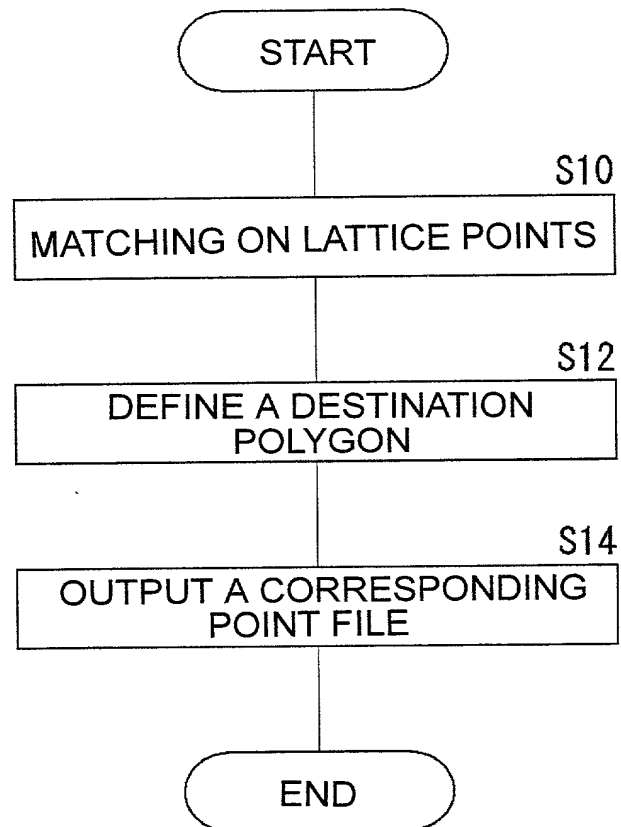 START
S10
MATCHING ON LATTICE POINTS
S12
DEFINE A DESTINATION
POLYGON
S14
OUTPUT A CORRESPONDING
POINT FILE
END